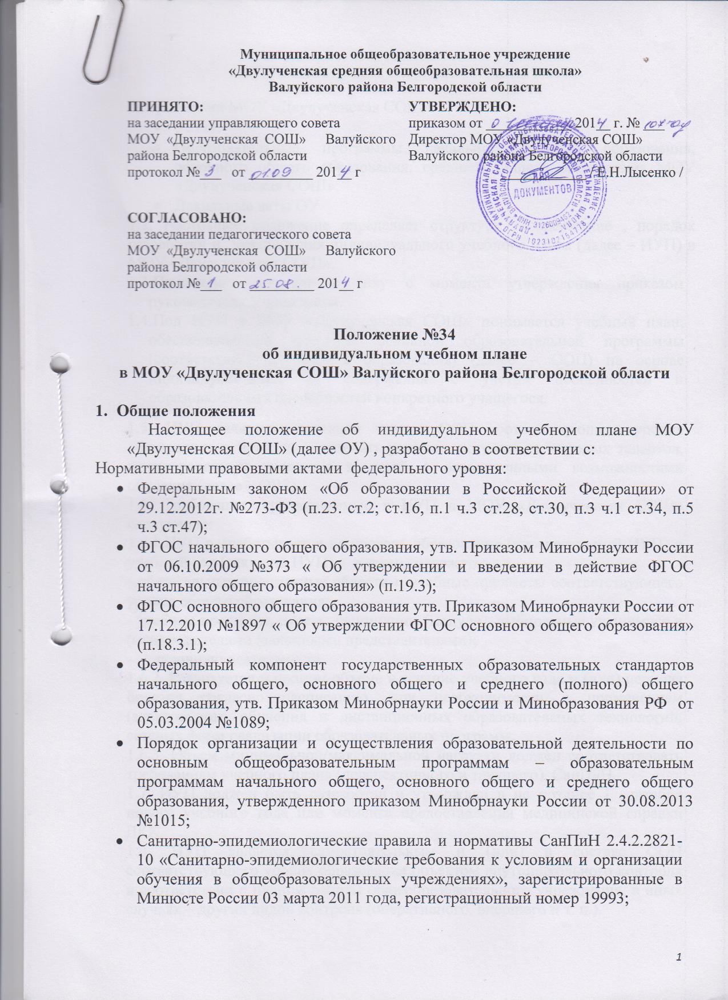 Муниципальное общеобразовательное учреждение
«Двулученская средняя общеобразовательная школа»
Валуйского района Белгородской области
ПРИНЯТО:
на заседании управляющего совета
МОУ «Двулученская СОШ» Валуйского
района Белгородской области
протокол № 3 от 01.09 2014 г
УТВЕРЖДЕНО:
приказом от 2014 г. № 107-од
Директор МОУ «Двулученская СОШ»
Валуйского района Белгородской области
/ Е.Н.Лысенко /
ДЛЯ
ДОКУМЕНТОВ
СОГЛАСОВАНО:
на заседании педагогического совета
МОУ «Двулученская СОШ» Валуйского
района Белгородской области
протокол № 1 от 25.08. 2014 г
Положение №34
об индивидуальном учебном плане
в МОУ «Двулученская СОШ» Валуйского района Белгородской области
1. Общие положения
Настоящее положение об индивидуальном учебном плане МОУ
«Двулученская СОШ» (далее ОУ) , разработано в соответствии с:
Нормативными правовыми актами федерального уровня:
• Федеральным законом «Об образовании в Российской Федерации» от
29.12.2012г. №273-ФЗ (п.23. ст.2; ст.16, п.1 ч.3 ст.28, ст.30, п.3 ч.1 ст.34, п.5
ч.3 ст.47);
• ФГОС начального общего образования, утв. Приказом Минобрнауки России
от 06.10.2009 №373 « Об утверждении и введении в действие ФГОС
начального общего образования» (п.19.3);
• ФГОС основного общего образования утв. Приказом Минобрнауки России от
17.12.2010 №1897 « Об утверждении ФГОС основного общего образования»
(п.18.3.1);
• Федеральный компонент государственных образовательных стандартов
начального общего, основного общего и среднего (полного) общего
образования, утв. Приказом Минобрнауки России и Минобразования РФ от
05.03.2004 №1089;
• Порядок организации и осуществления образовательной деятельности по
основным общеобразовательным программам – образовательным
программам начального общего, основного общего и среднего общего
образования, утвержденного приказом Минобрнауки России от 30.08.2013
№1015;
• Санитарно-эпидемиологические правила и нормативы СанПиН 2.4.2.2821-
10 «Санитарно-эпидемиологические требования к условиям и организации
обучения в общеобразовательных учреждениях», зарегистрированные в
Минюсте России 03 марта 2011 года, регистрационный номер 19993;
1